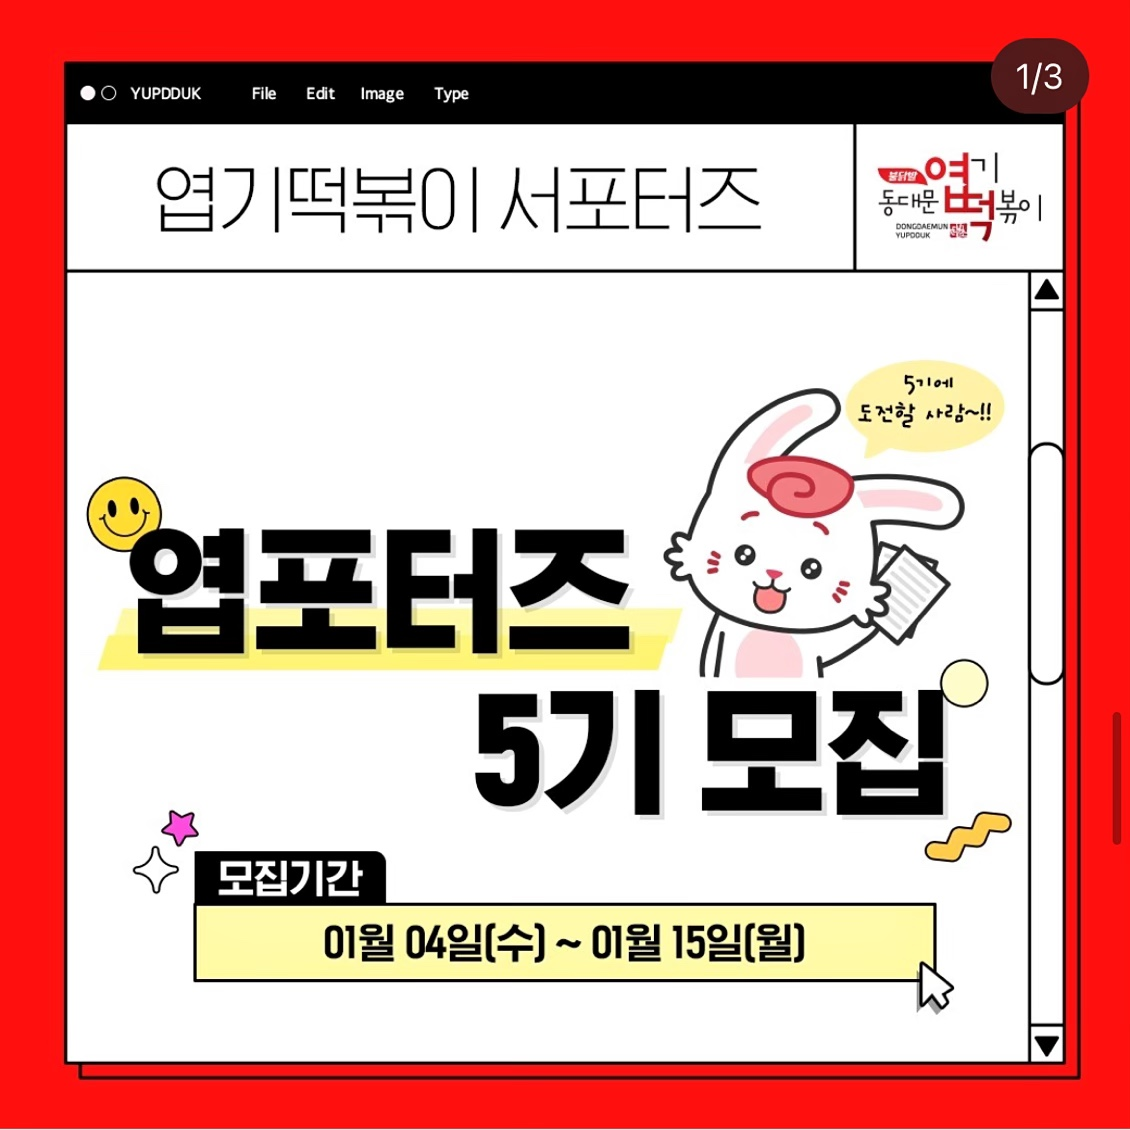 1/3
YUPDDUK File Edit Image Type
엽기떡볶이 서포터즈
불닭발
동대문 엽기떡볶이
DONGDAEMUN
YUPDDUK
5기에
도전할 사람~!!
엽포터즈
5기 모집
모집기간
01월 04일(수) ~ 01월 15일(월)